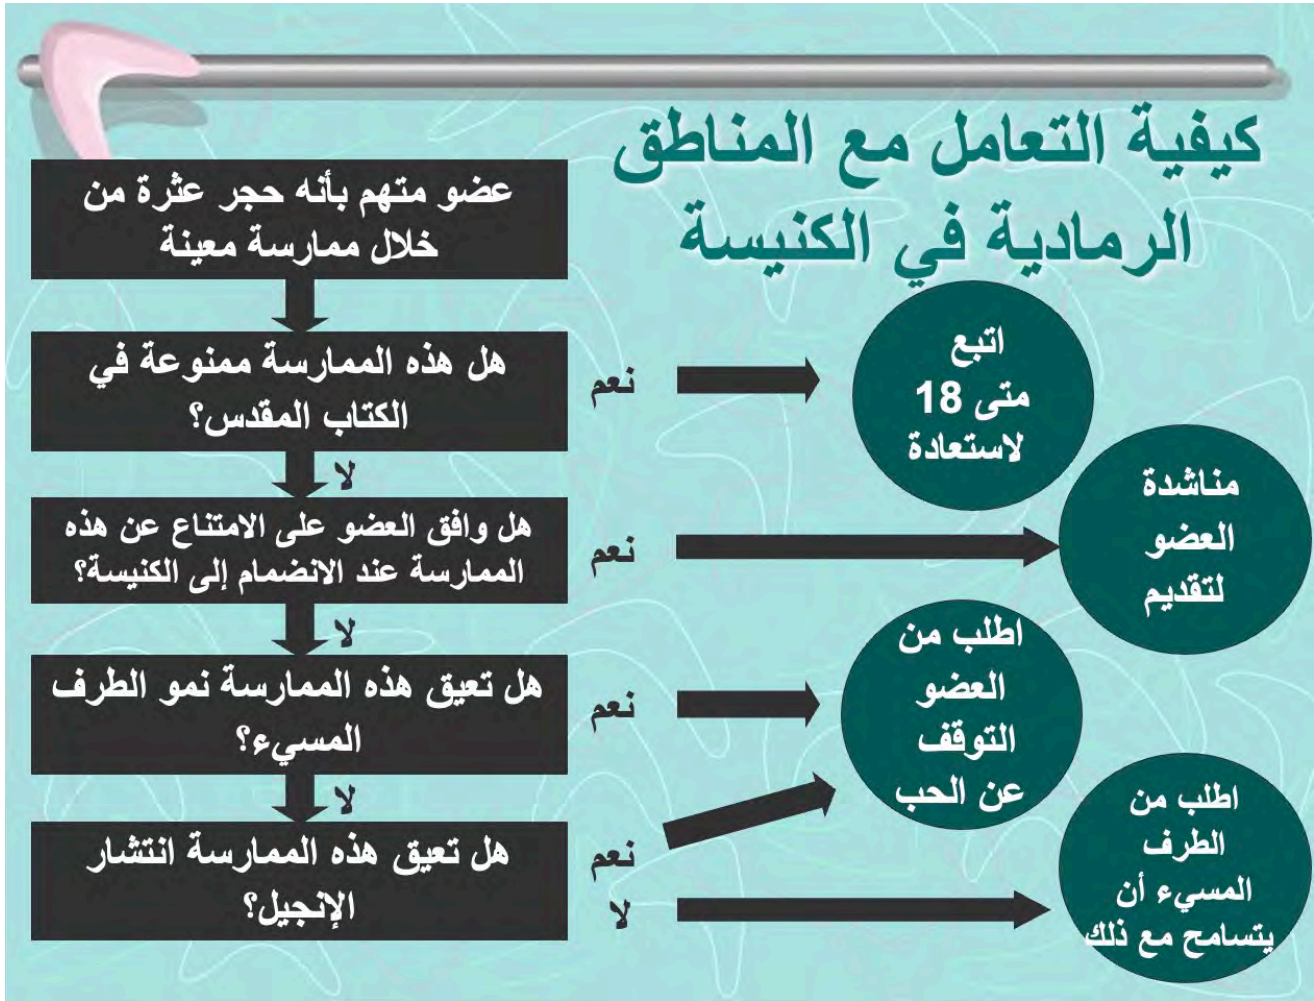 كيفية التعامل مع المناطق
الرمادية في الكنيسة
عضو متهم بأنه حجر عثرة من
خلال ممارسة معينة
هل هذه الممارسة ممنوعة في
الكتاب المقدس؟
نعم
اتبع
متى 18
لاستعادة
لا
هل وافق العضو على الامتناع عن هذه
الممارسة عند الانضمام إلى الكنيسة؟
نعم
مناشدة
العضو
لتقديم
لا
هل تعيق هذه الممارسة نمو الطرف
المسيء؟
نعم
اطلب من
العضو
التوقف
عن الحب
لا
هل تعيق هذه الممارسة انتشار
الإنجيل؟
نعم
لا
اطلب من
الطرف
المسيء أن
يتسامح مع ذلك